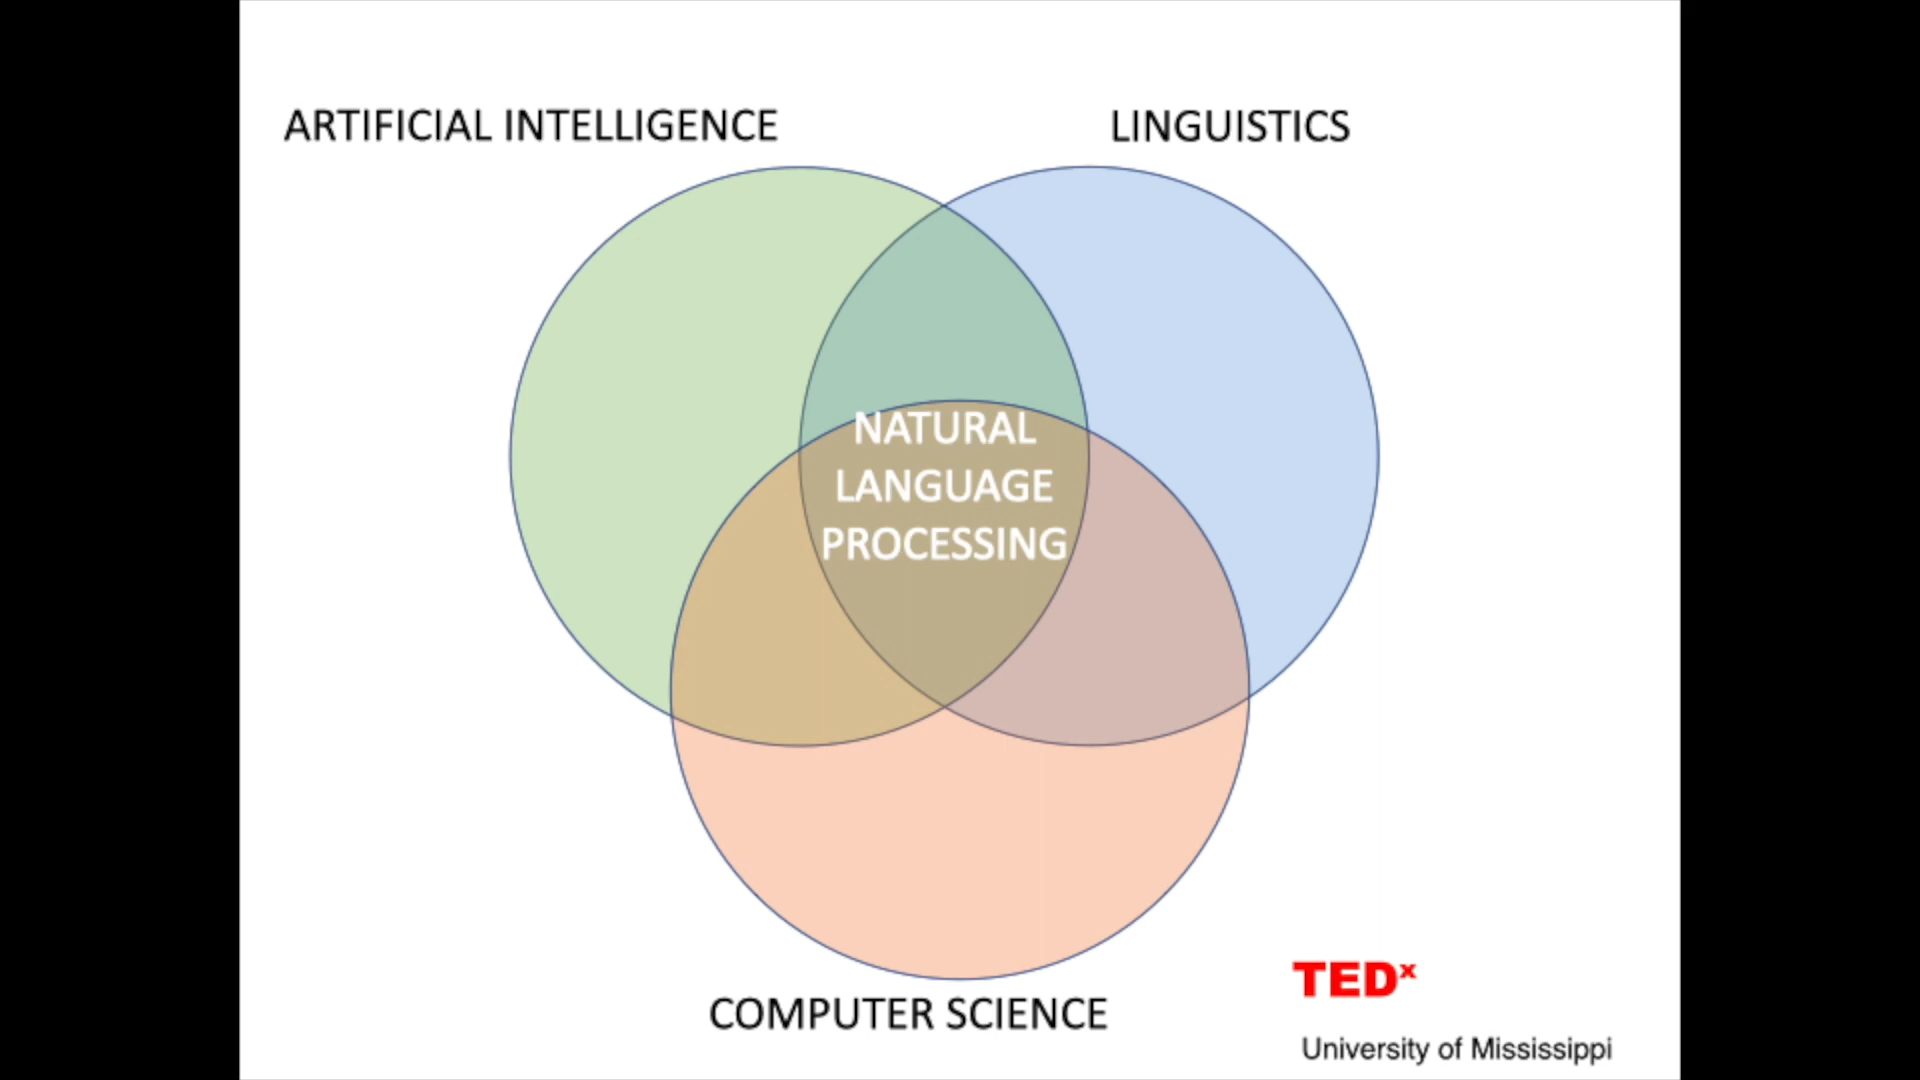 ARTIFICIAL INTELLIGENCE
LINGUISTICS
NATURAL
LANGUAGE
PROCESSING
COMPUTER SCIENCE
TEDx
University of Mississippi